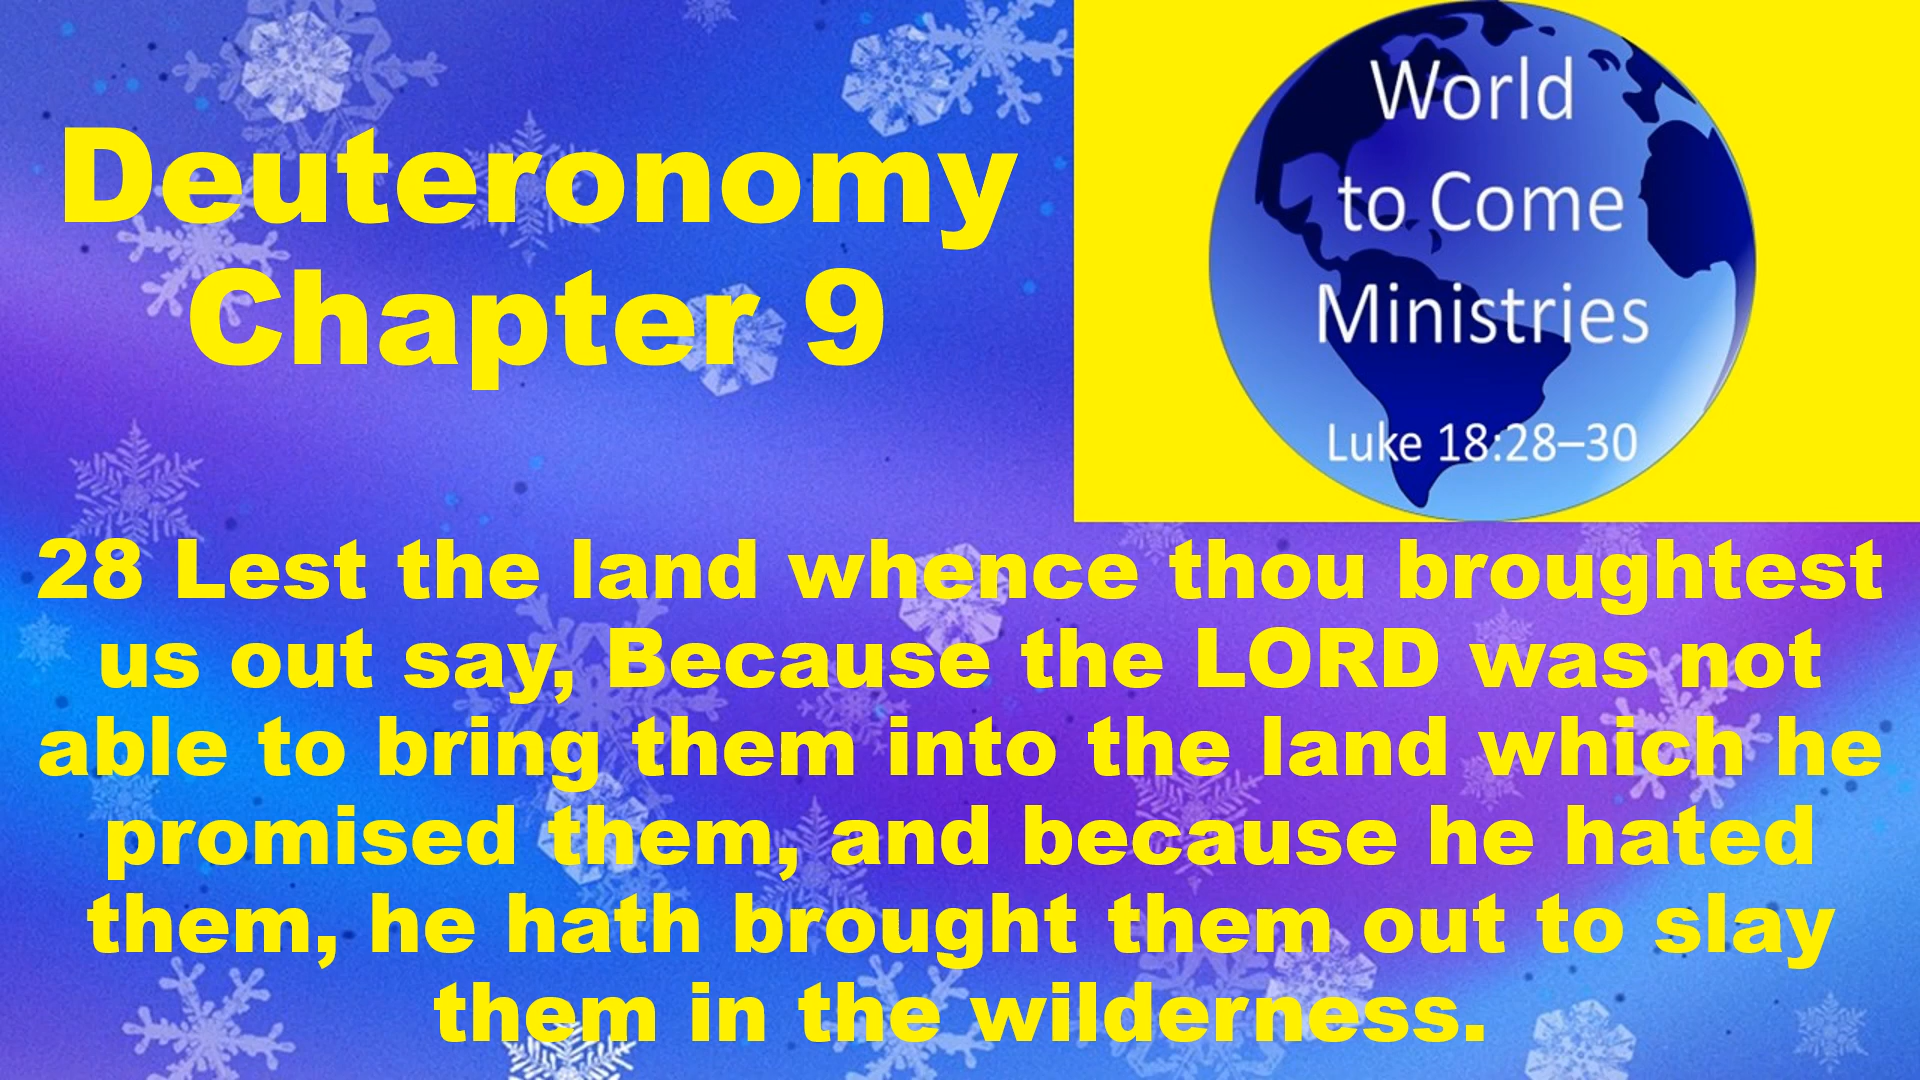 Deuteronomy
Chapter 9
World
to Come
Ministries
Luke 18:28–30
28 Lest the land whence thou broughtest
us out say, Because the LORD was not
able to bring them into the land which he
promised them, and because he hated
them, he hath brought them out to slay
them in the wilderness.